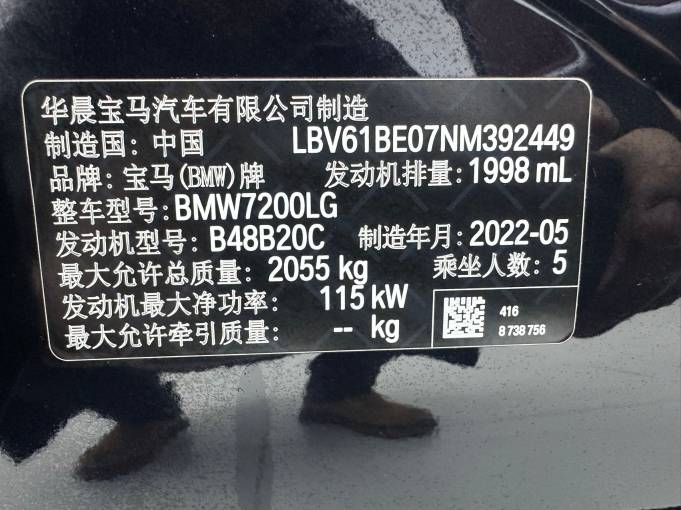 华晨宝马汽车有限公司制造
制造国: 中国 LBV61BE07NM392449
品牌: 宝马(BMW)牌 发动机排量: 1998 mL
整车型号: BMW7200LG
发动机型号: B48B20C 制造年月: 2022-05
最大允许总质量: 2055 kg 乘坐人数: 5
发动机最大净功率: 115 kW
最大允许牵引质量: -- kg
416
8 738 756